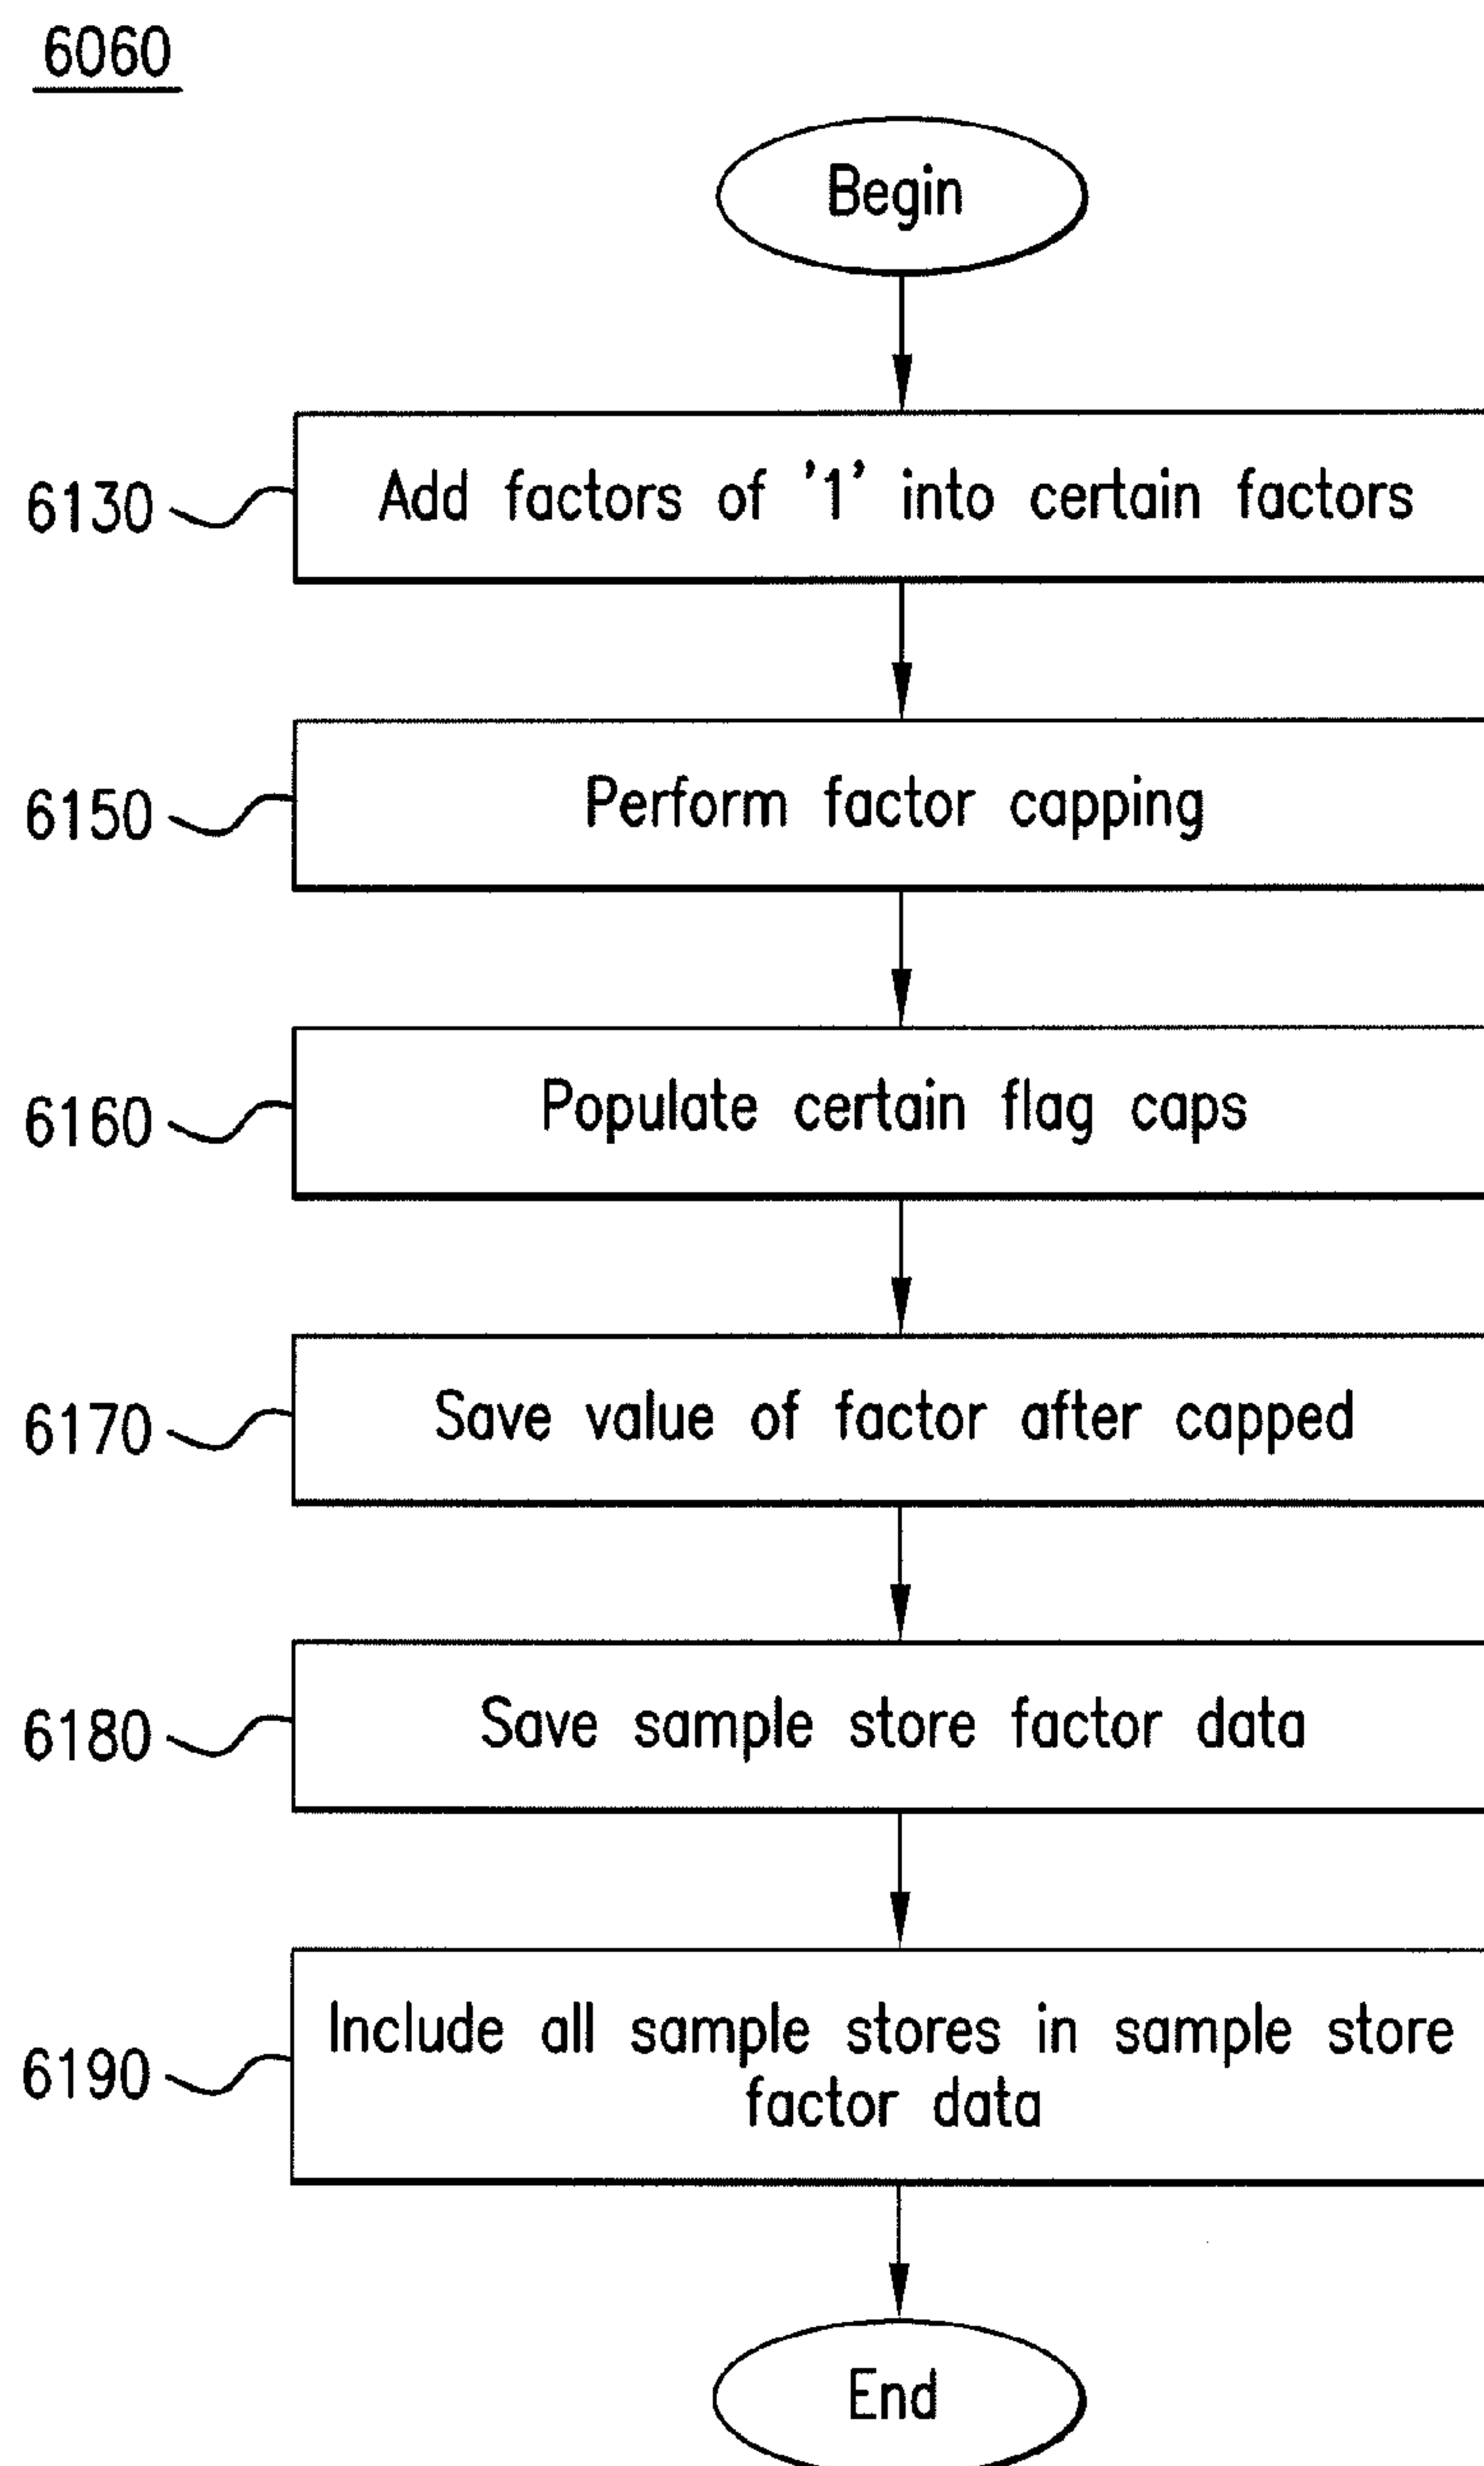 6060
Begin
6130
Add factors of '1' into certain factors
6150
Perform factor capping
6160
Populate certain flag caps
6170
Save value of factor after capped
6180
Save sample store factor data
6190
Include all sample stores in sample store
factor data
End